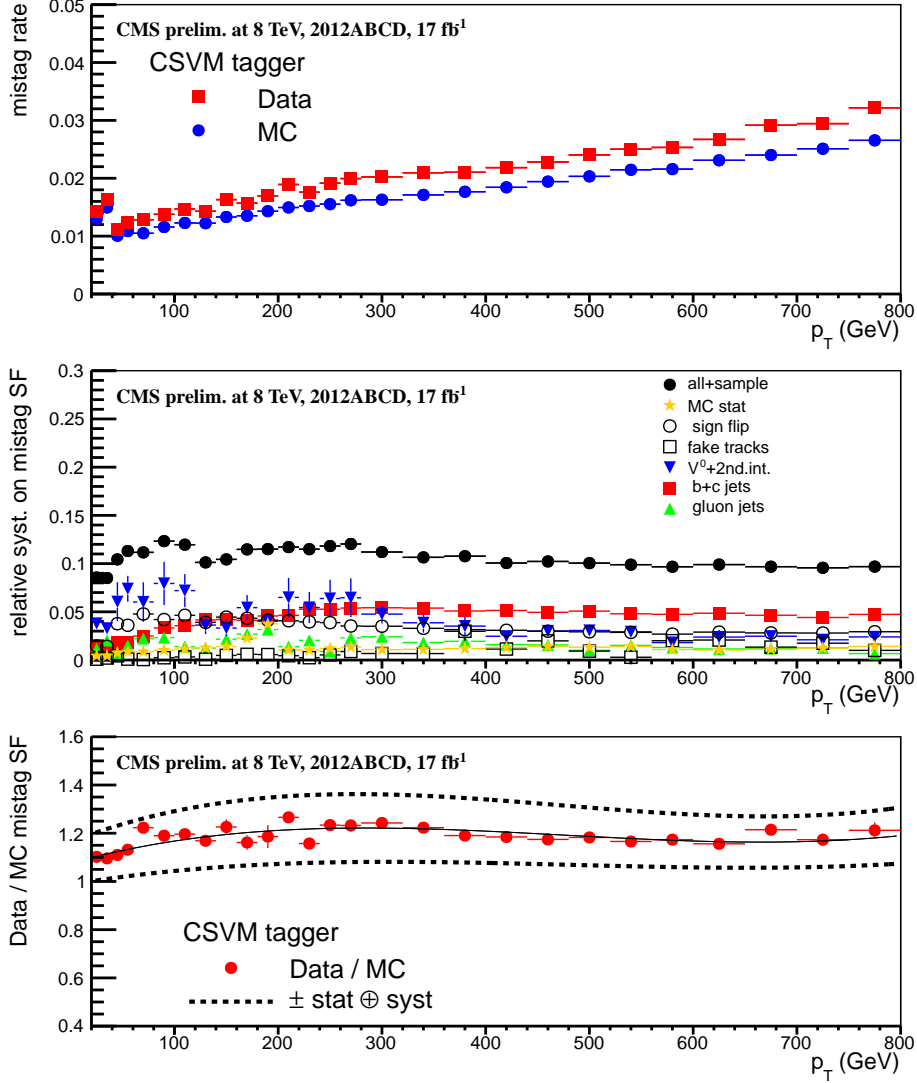 mistag rate
0.05
0.04
0.03
0.02
0.01
0
CMS prelim. at 8 TeV, 2012ABCD, 17 fb-1
CSVM tagger
Data
MC
100 200 300 400 500 600 700 800
pT (GeV)
relative syst. on mistag SF
0.3
0.25
0.2
0.15
0.1
0.05
0
CMS prelim. at 8 TeV, 2012ABCD, 17 fb-1
all+sample
MC stat
sign flip
fake tracks
V0+2nd.int.
b+c jets
gluon jets
100 200 300 400 500 600 700 800
pT (GeV)
Data / MC mistag SF
1.6
1.4
1.2
1
0.8
0.6
0.4
CMS prelim. at 8 TeV, 2012ABCD, 17 fb-1
CSVM tagger
Data / MC
± stat ⊕ syst
100 200 300 400 500 600 700 800
pT (GeV)